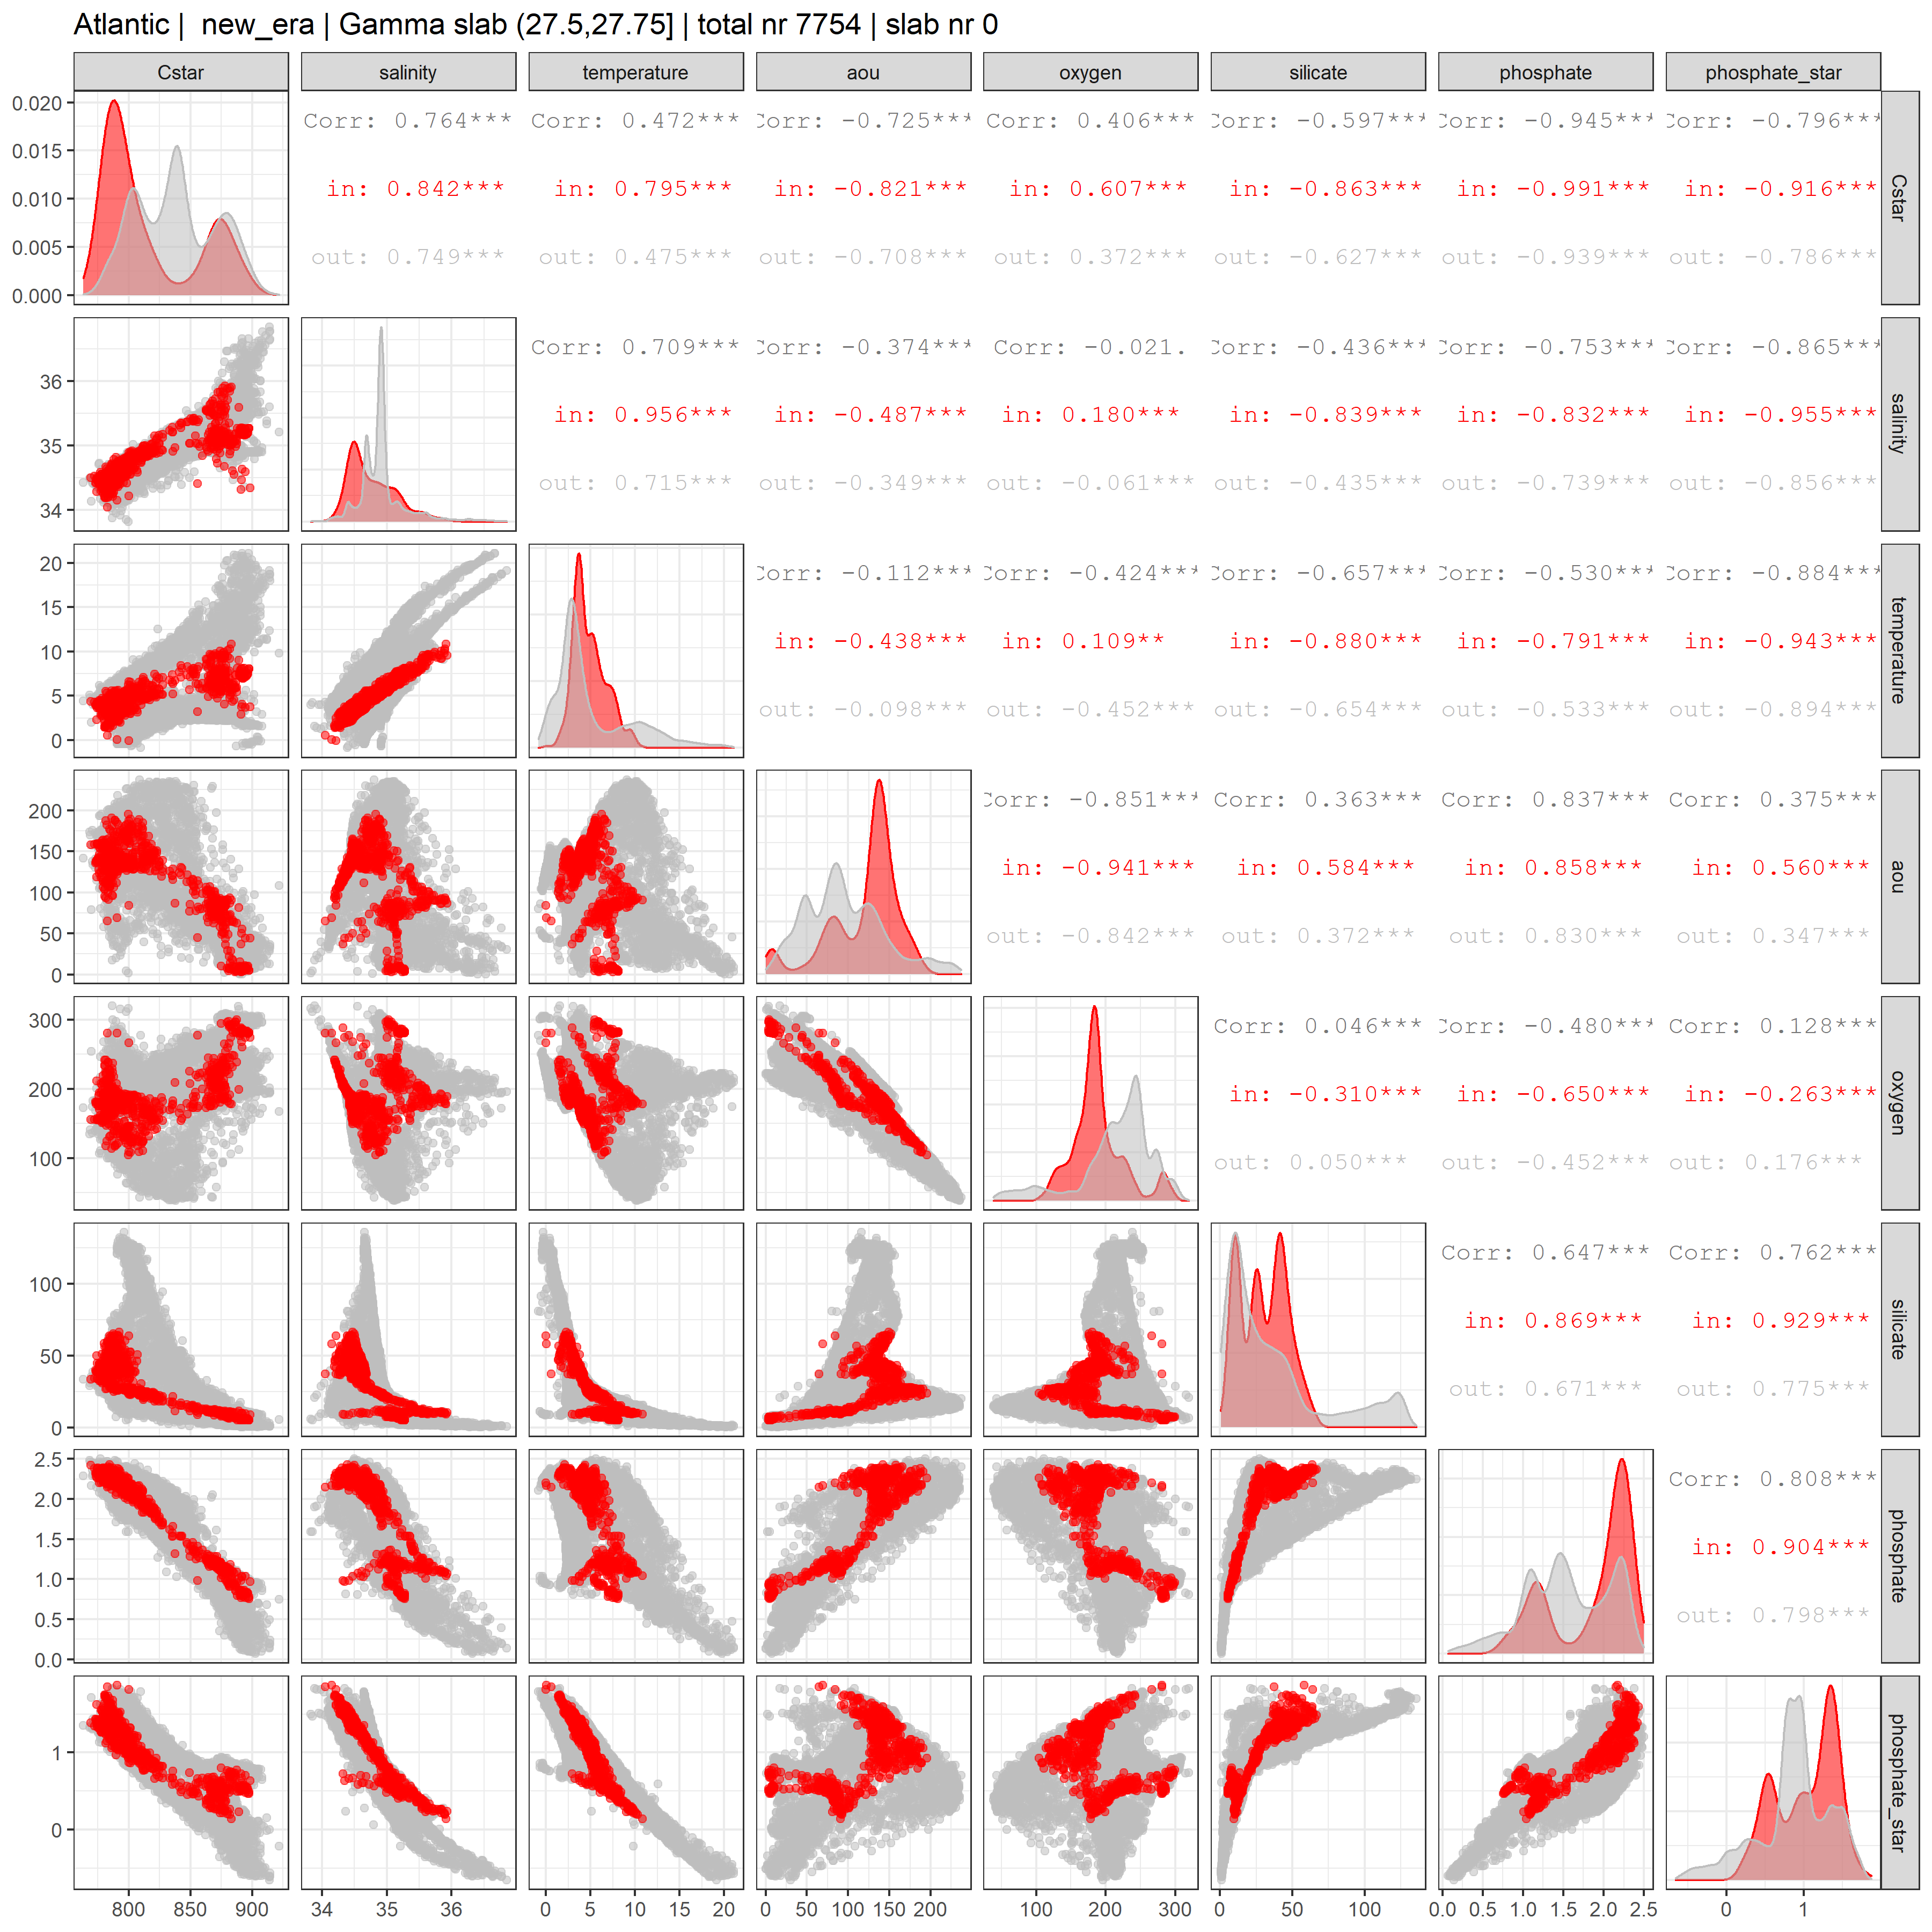 Atlantic | new_era | Gamma slab (27.5,27.75] | total nr 7754 | slab nr 0
Cstar salinity temperature aou oxygen silicate phosphate phosphate_star
0.020
0.015
0.010
0.005
0.000
Corr: 0.764*** Corr: 0.472*** Corr: -0.725*** Corr: 0.406*** Corr: -0.597*** Corr: -0.945*** Corr: -0.796***
in: 0.842*** in: 0.795*** in: -0.821*** in: 0.607*** in: -0.863*** in: -0.991*** in: -0.916***
out: 0.749*** out: 0.475*** out: -0.708*** out: 0.372*** out: -0.627*** out: -0.939*** out: -0.786***
Cstar
36
35
34
Corr: 0.709*** Corr: -0.374*** Corr: -0.021. Corr: -0.436*** Corr: -0.753*** Corr: -0.865***
in: 0.956*** in: -0.487*** in: 0.180*** in: -0.839*** in: -0.832*** in: -0.955***
out: 0.715*** out: -0.349*** out: -0.061*** out: -0.435*** out: -0.739*** out: -0.856***
salinity
20
15
10
5
0
Corr: -0.112*** Corr: -0.424*** Corr: -0.657*** Corr: -0.530*** Corr: -0.884***
in: -0.438*** in: 0.109** in: -0.880*** in: -0.791*** in: -0.943***
out: -0.098*** out: -0.452*** out: -0.654*** out: -0.533*** out: -0.894***
temperature
200
150
100
50
0
Corr: -0.851*** Corr: 0.363*** Corr: 0.837*** Corr: 0.375***
in: -0.941*** in: 0.584*** in: 0.858*** in: 0.560***
out: -0.842*** out: 0.372*** out: 0.830*** out: 0.347***
aou
300
200
100
Corr: 0.046*** Corr: -0.480*** Corr: 0.128***
in: -0.310*** in: -0.650*** in: -0.263***
out: 0.050*** out: -0.452*** out: 0.176***
oxygen
100
50
0
Corr: 0.647*** Corr: 0.762***
in: 0.869*** in: 0.929***
out: 0.671*** out: 0.775***
silicate
2.5
2.0
1.5
1.0
0.5
0.0
Corr: 0.808***
in: 0.904***
out: 0.798***
phosphate
1
0
phosphate_star
800 850 900 34 35 36 0 5 10 15 20 0 50 100 150 200 100 200 300 0 50 100 0.0 0.5 1.0 1.5 2.0 2.5 0 1